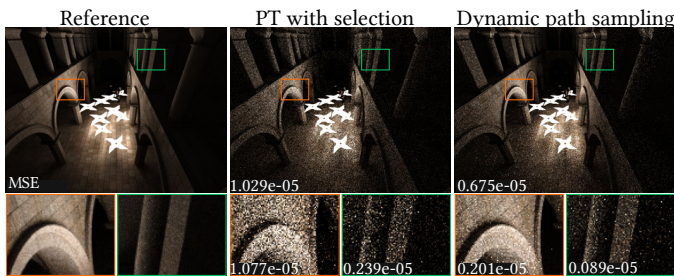 Reference PT with selection Dynamic path sampling
MSE 1.029e-05 0.675e-05
1.077e-05 0.239e-05 0.201e-05 0.089e-05